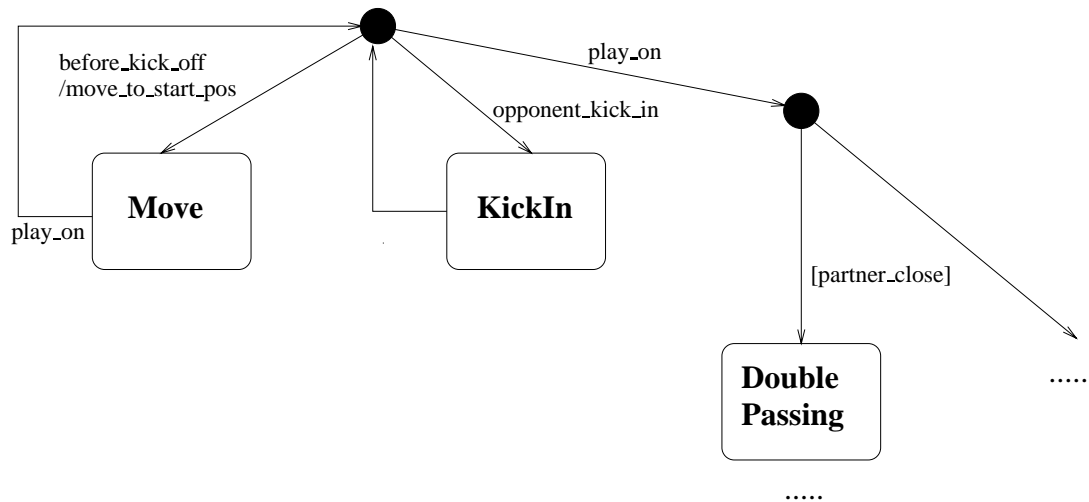 before_kick_off
/move_to_start_pos
play_on
opponent_kick_in
Move
KickIn
play_on
[partner_close]
Double
Passing
.....
.....